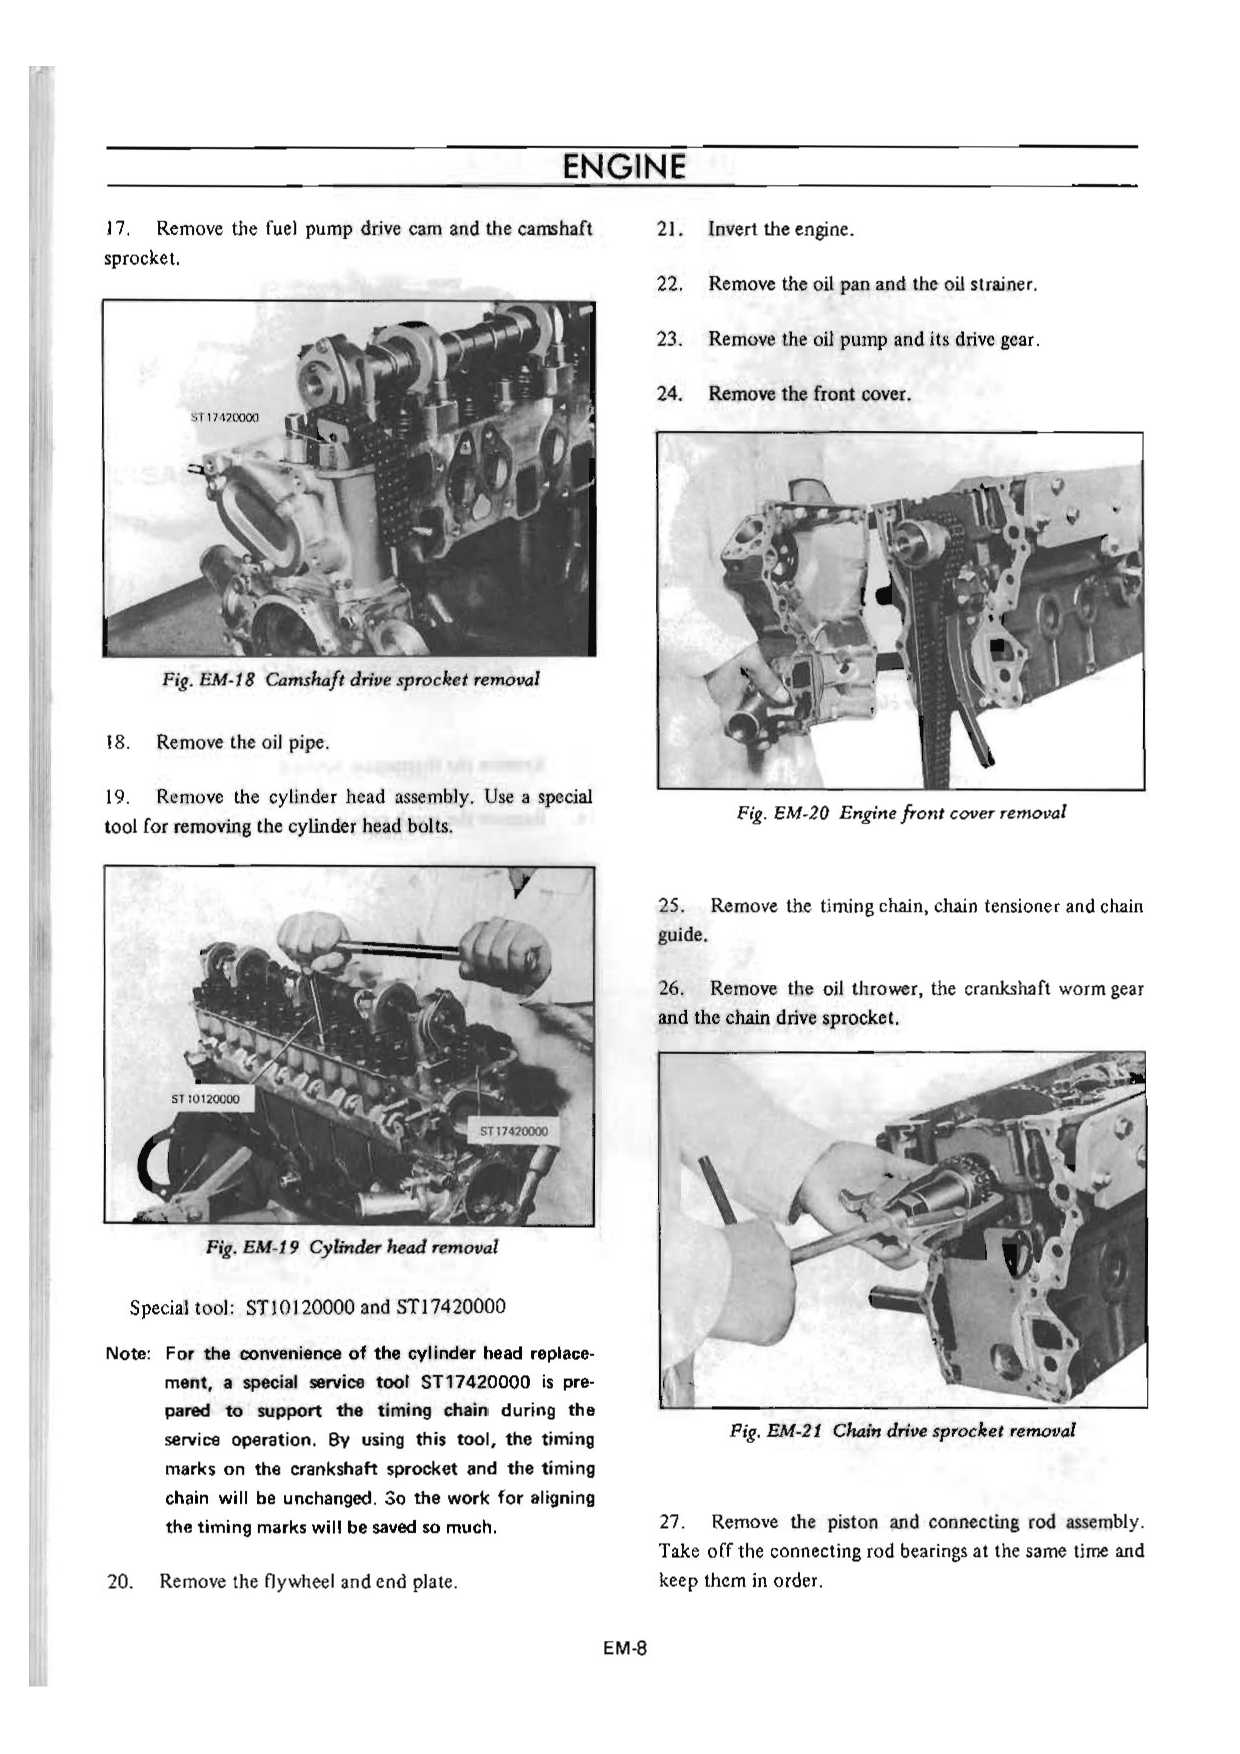 ENGINE
17. Remove the fuel pump drive cam and the camshaft
sprocket.
ST17420000
Fig. EM-18 Camshaft drive sprocket removal
18. Remove the oil pipe.
19. Remove the cylinder head assembly. Use a special
tool for removing the cylinder head bolts.
ST10120000
ST17420000
Fig. EM-19 Cylinder head removal
Special tool: ST10120000 and ST17420000
Note: For the convenience of the cylinder head replace-
ment, a special service tool ST17420000 is pre-
pared to support the timing chain during the
service operation. By using this tool, the timing
marks on the crankshaft sprocket and the timing
chain will be unchanged. So the work for aligning
the timing marks will be saved so much.
20. Remove the flywheel and end plate.
21. Invert the engine.
22. Remove the oil pan and the oil strainer.
23. Remove the oil pump and its drive gear.
24. Remove the front cover.
Fig. EM-20 Engine front cover removal
25. Remove the timing chain, chain tensioner and chain
guide.
26. Remove the oil thrower, the crankshaft worm gear
and the chain drive sprocket.
Fig. EM-21 Chain drive sprocket removal
27. Remove the piston and connecting rod assembly.
Take off the connecting rod bearings at the same time and
keep them in order.
EM-8